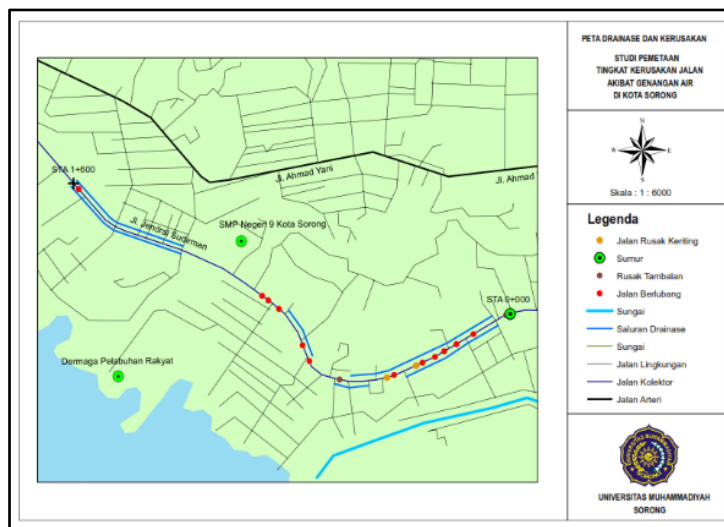 PETA DRAINASE DAN KERUSAKAN
STUDI PEMETAAN
TINGKAT KERUSAKAN JALAN
AKIBAT GENANGAN AIR
DI KOTA SORONG
N
W
E
S
Skala : 1 : 6000
Legenda
Jalan Rusak Keriting
Sumur
Rusak Tambalan
Jalan Berlubang
Sungai
Saluran Drainase
Sungai
Jalan Lingkungan
Jalan Kolektor
Jalan Arteri
UNIVERSITAS MUHAMMADIYAH
SORONG
STA 1+600
Jl. Ahmad Yani
Jl. Ahmad
Jl. Jendral Sudirman
SMP Negeri 9 Kota Sorong
STA 0+000
Dermaga Pelabuhan Rakyat